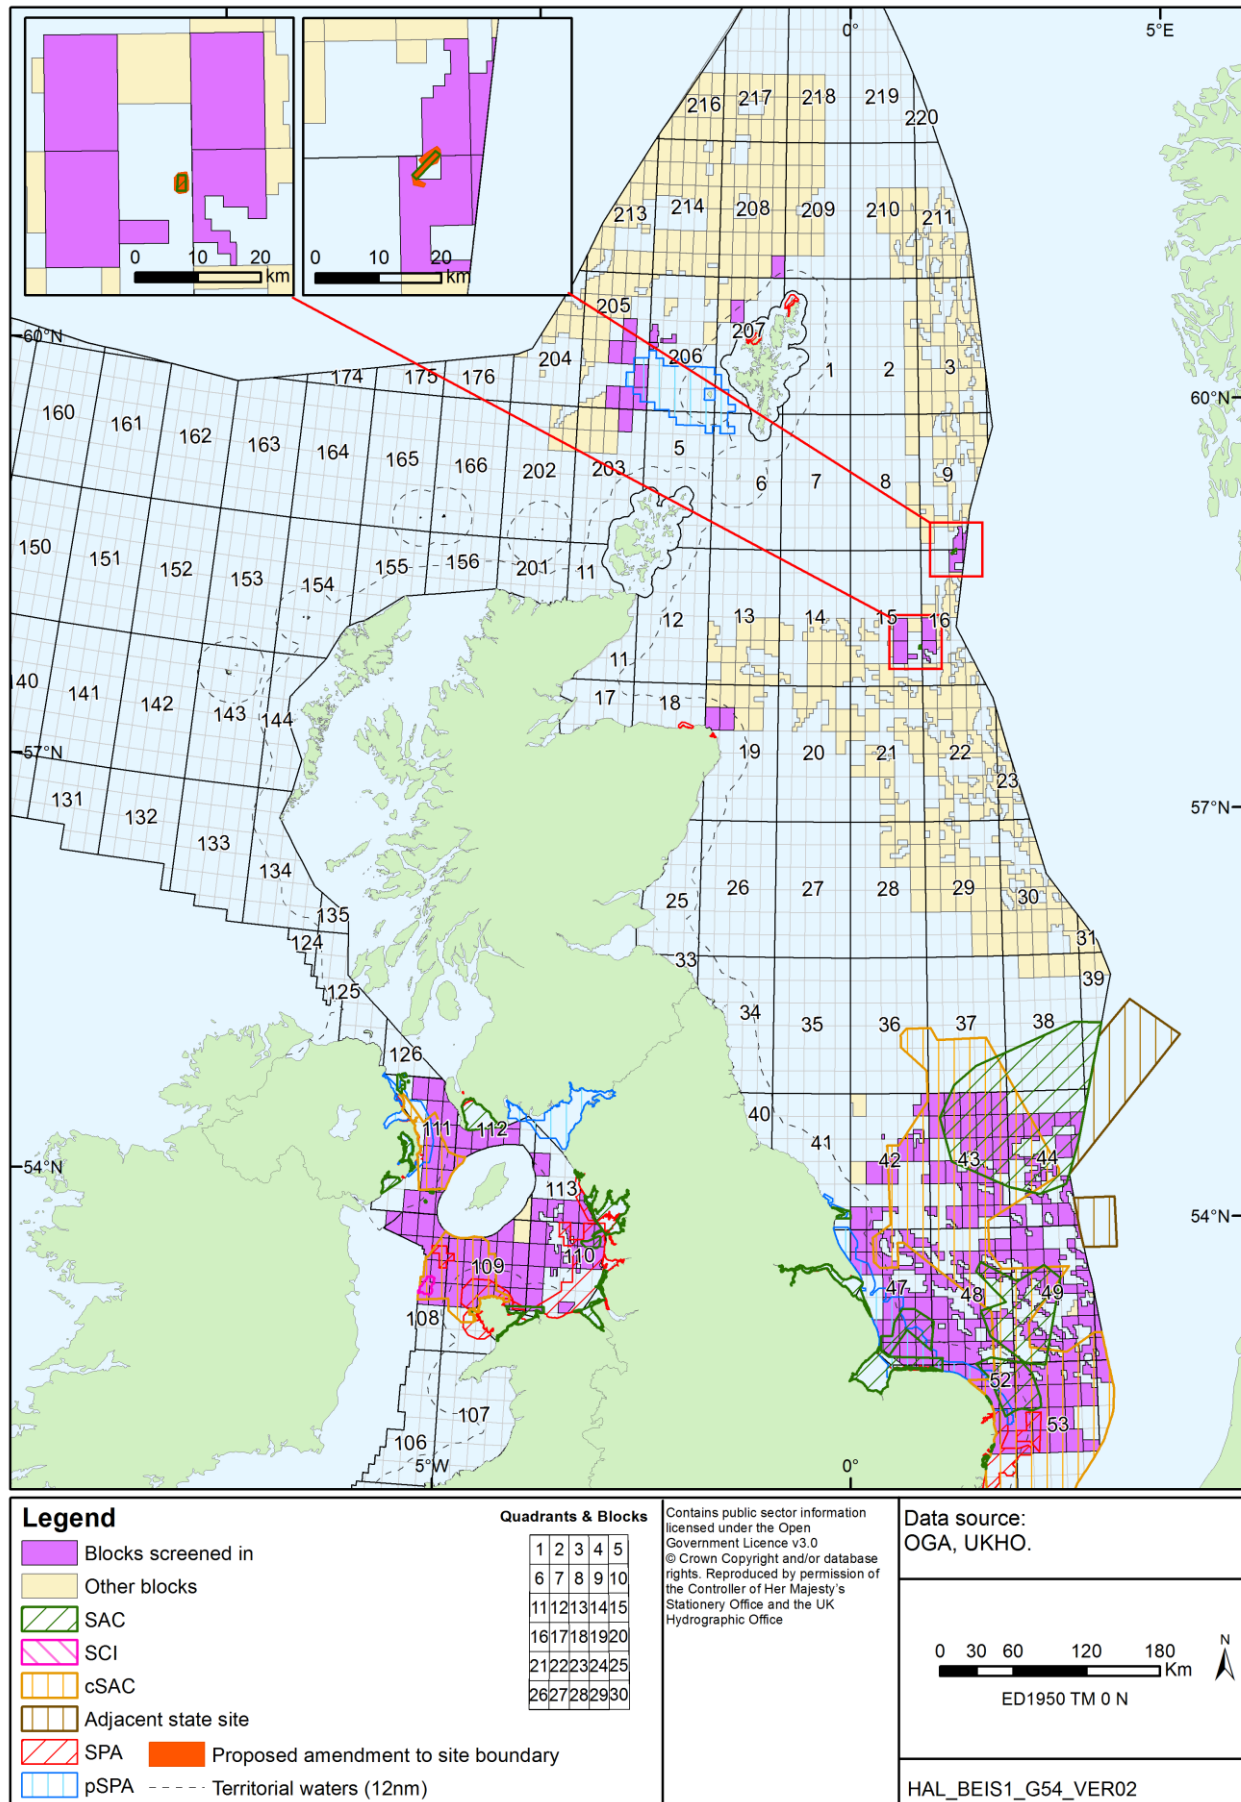 0°
5°E
0 10 20
km
0 10 20
km
216 217 218 219
220
213 214 208 209 210 211
205
207
60°N
204 206
174 175 176
1 2 3
60°N
160
161
162
163
164
165
166
202 203
5
6 7 8 9
150
151
152
153
154
155 156 201 11
12 13 14 15 16
11
17 18
140
141
142
143
144
57°N
19 20 21 22
23
57°N
131
132
133
134
135
25 26 27 28 29 30
31
124
33
39
125
34 35 36 37 38
126
40
41
111 112
42 43 44
54°N
113
54°N
110
109
47 48 49
108
52
53
107
106
5°W
0°
Legend
Blocks screened in
Other blocks
SAC
SCI
cSAC
Adjacent state site
SPA
Proposed amendment to site boundary
pSPA
Territorial waters (12nm)
Quadrants & Blocks
1 2 3 4 5
6 7 8 9 10
11 12 13 14 15
16 17 18 19 20
21 22 23 24 25
26 27 28 29 30
Contains public sector information
licensed under the Open
Government Licence v3.0
© Crown Copyright and/or database
rights. Reproduced by permission of
the Controller of Her Majesty's
Stationery Office and the UK
Hydrographic Office
Data source:
OGA, UKHO.
0 30 60 120 180
Km
N
ED1950 TM 0 N
HAL_BEIS1_G54_VER02